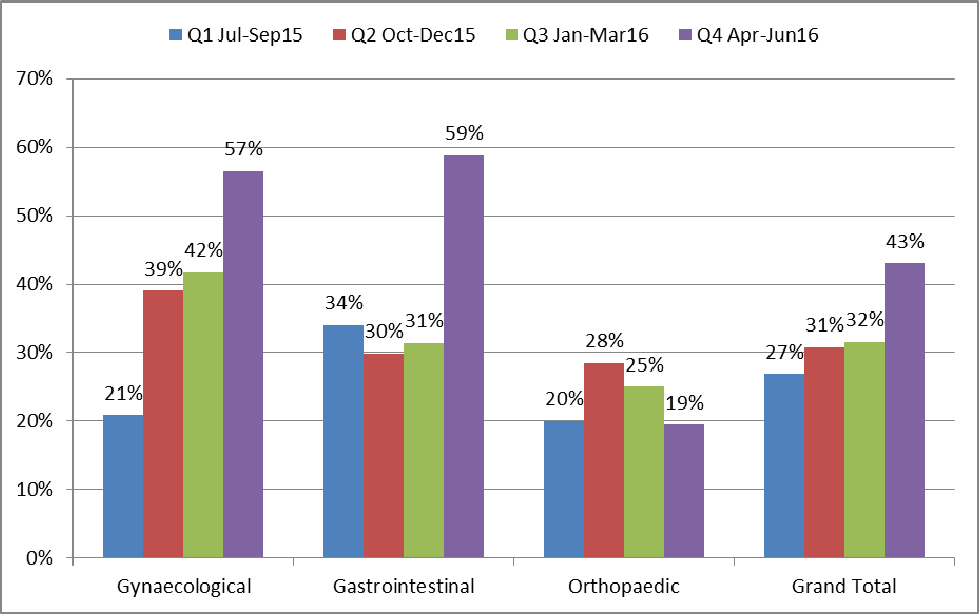 Q1 Jul-Sep15 Q2 Oct-Dec15 Q3 Jan-Mar16 Q4 Apr-Jun16
70%
60%
50%
40%
30%
20%
10%
0%
21% 39% 42% 57%
34% 30% 31% 59%
20% 28% 25% 19%
27% 31% 32% 43%
Gynaecological Gastrointestinal Orthopaedic Grand Total